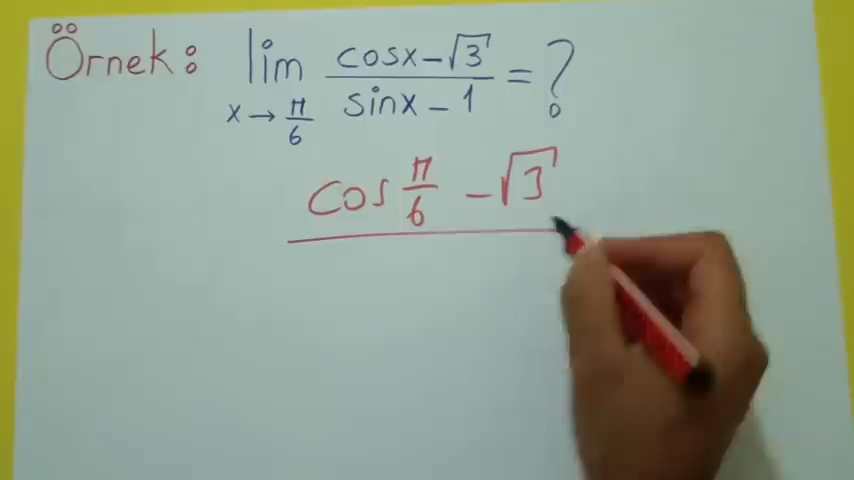 Örnek: lim x→π/6 (cosx-√3)/(sinx-1) = ?
cos π/6 - √3